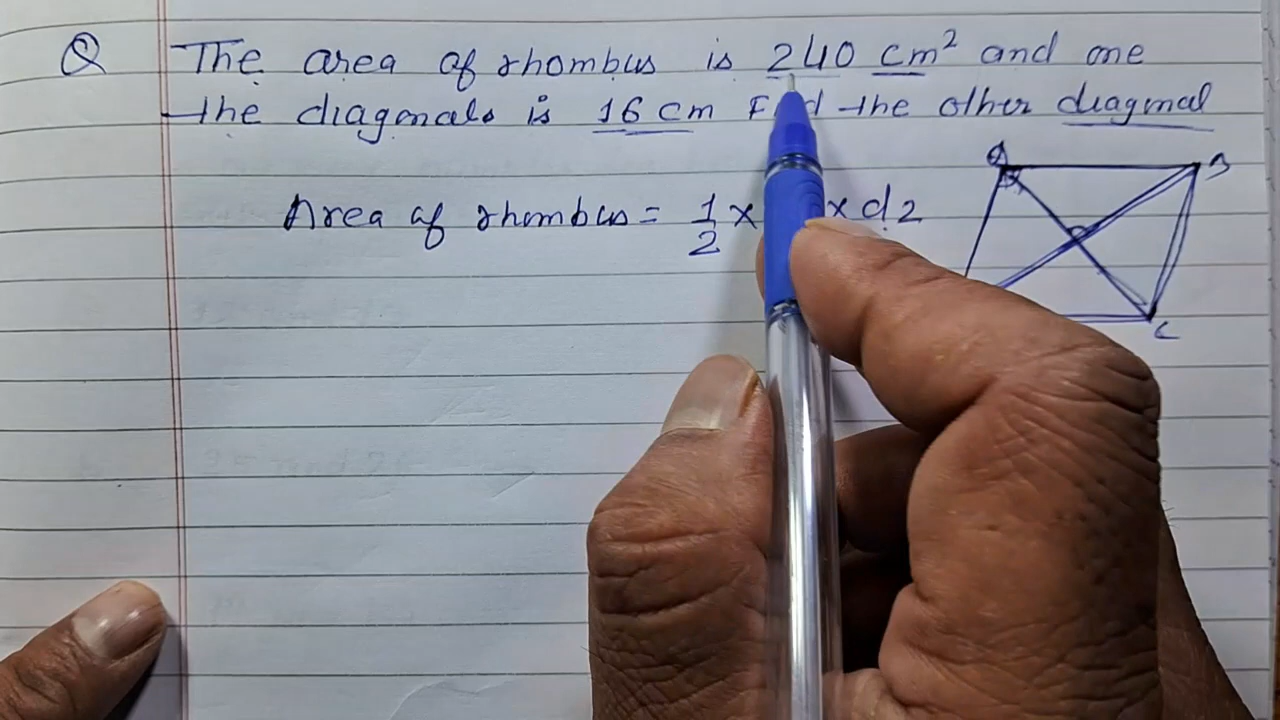 Q The area of rhombus is 240 cm² and one
the diagonals is 16 cm the other diagonal
Area of rhombus = 1/2 × × d2
B
C